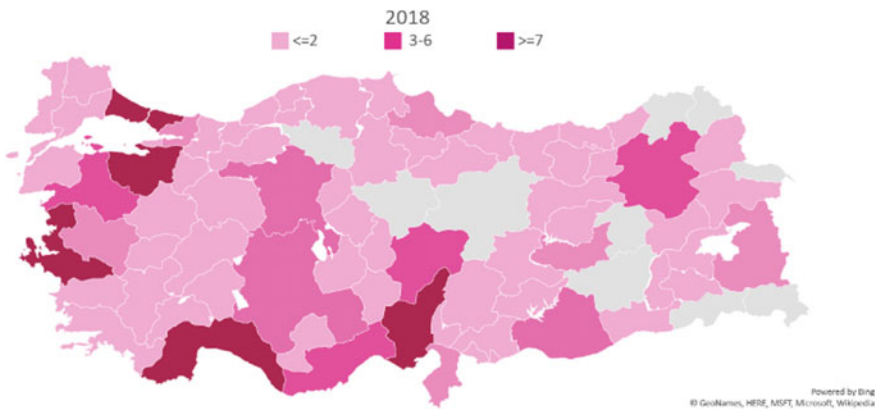 2018
<=2 3-6 >=7
Powered by Bing
© GeoNames, HERE, MSFT, Microsoft, Wikipedia